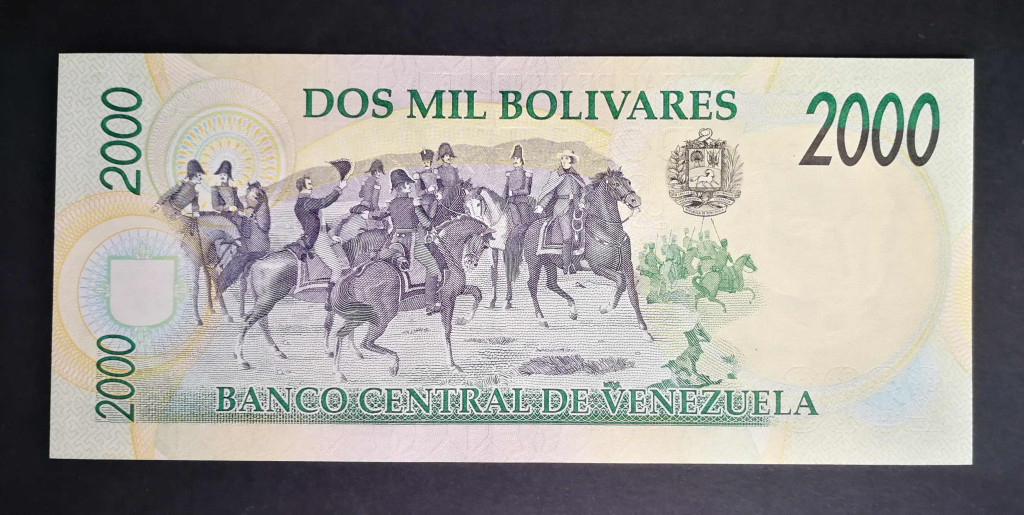 DOS MIL BOLIVARES
2000
2000
2000
BANCO CENTRAL DE VENEZUELA